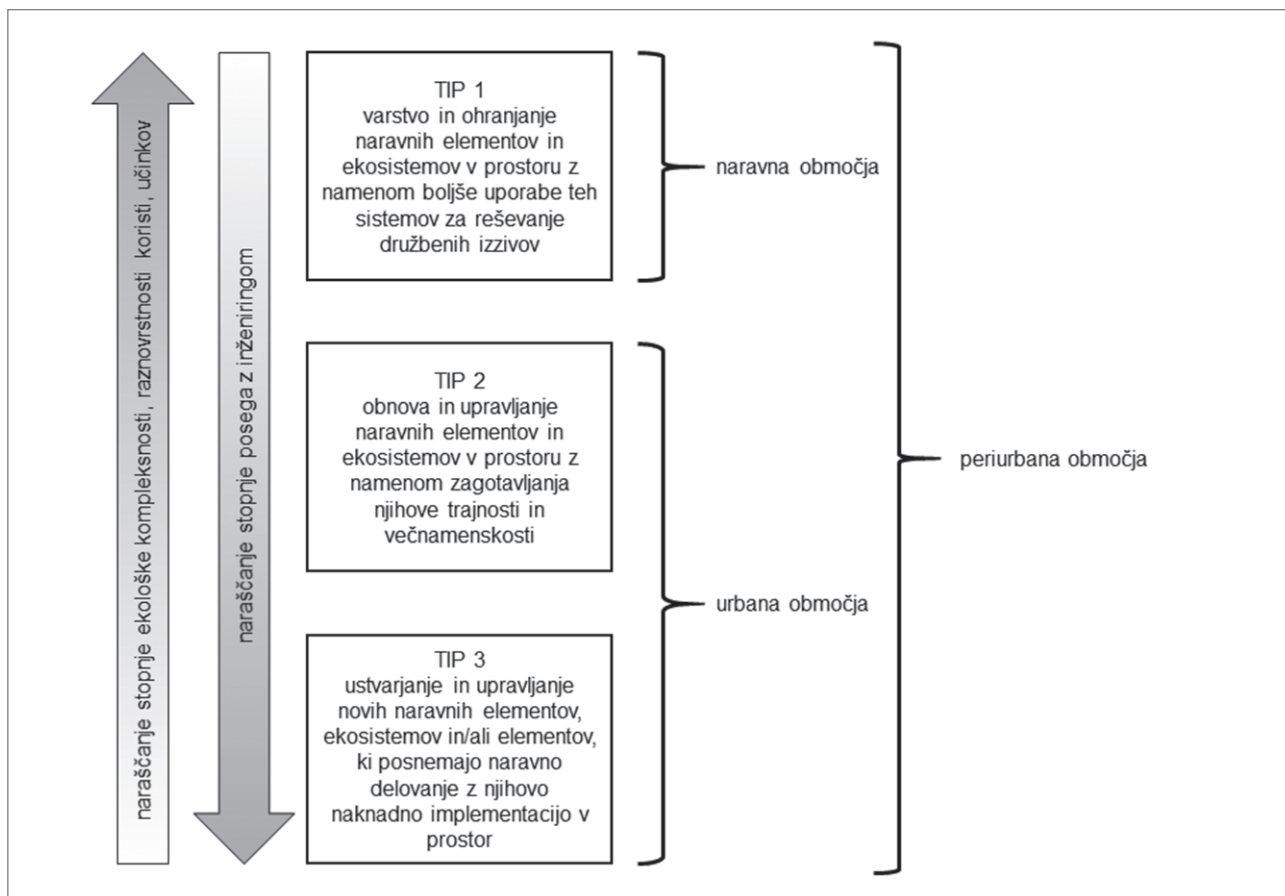 naraščanje stopnje ekološke kompleksnosti, raznovrstnosti koristi, učinkov
naraščanje stopnje posega z inženiringom
TIP 1
varstvo in ohranjanje
naravnih elementov in
ekosistemov v prostoru z
namenom boljše uporabe teh
sistemov za reševanje
družbenih izzivov
naravna območja
TIP 2
obnova in upravljanje
naravnih elementov in
ekosistemov v prostoru z
namenom zagotavljanja
njihove trajnosti in
večnamenskosti
periurbana območja
urbana območja
TIP 3
ustvarjanje in upravljanje
novih naravnih elementov,
ekosistemov in/ali elementov,
ki posnemajo naravno
delovanje z njihovo
naknadno implementacijo v
prostor